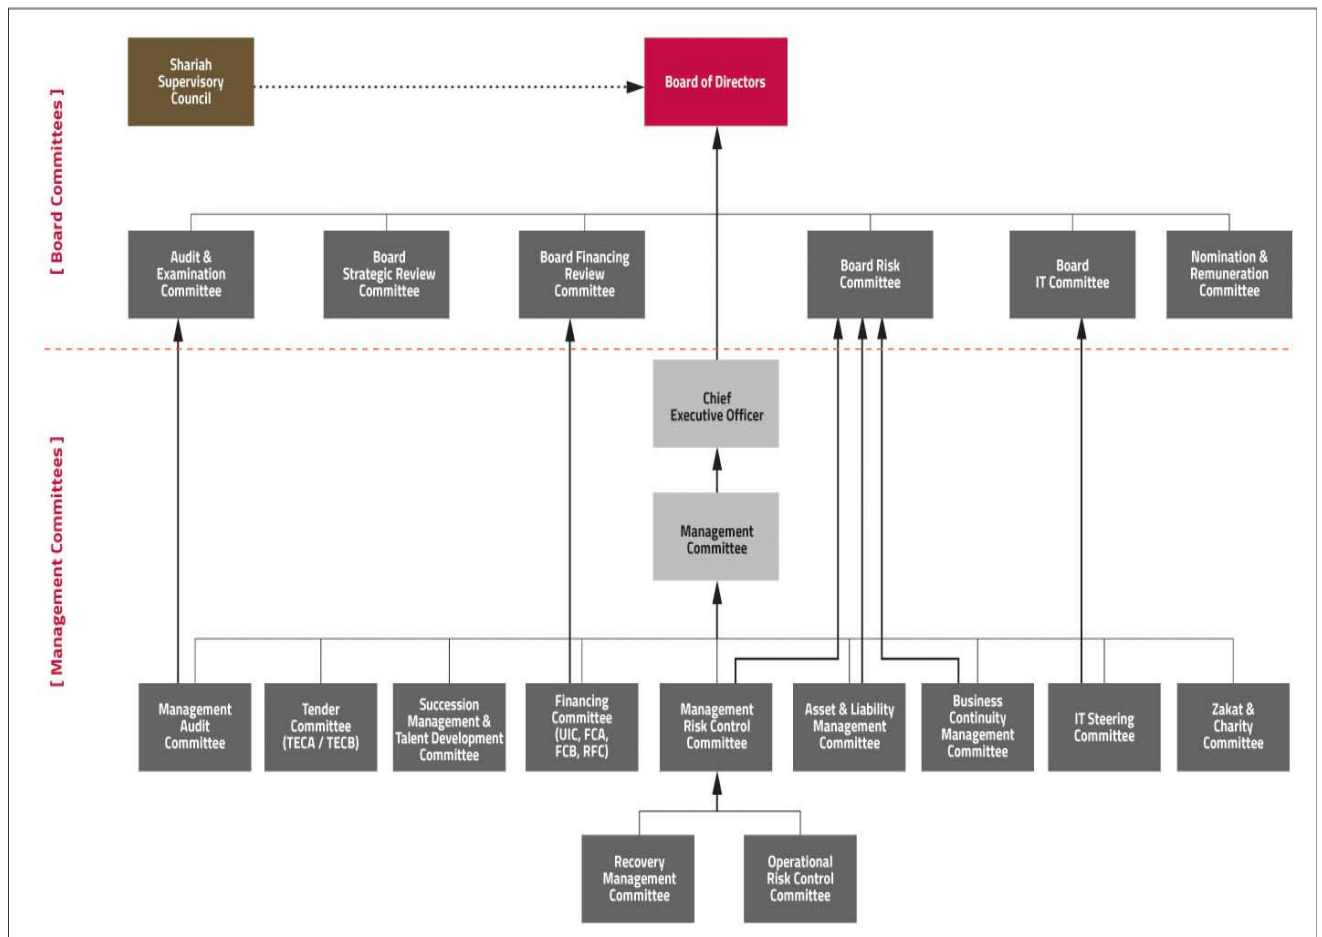 [ Board Committees ]
Shariah
Supervisory
Council
Board of Directors
Audit &
Examination
Committee
Board
Strategic Review
Committee
Board Financing
Review
Committee
Board Risk
Committee
Board
IT Committee
Nomination &
Remuneration
Committee
[ Management Committees ]
Chief
Executive Officer
Management
Committee
Management
Audit
Committee
Tender
Committee
(TECA / TECB)
Succession
Management &
Talent Development
Committee
Financing
Committee
(UIC, FCA,
FCB, RFC)
Management
Risk Control
Committee
Asset & Liability
Management
Committee
Business
Continuity
Management
Committee
IT Steering
Committee
Zakat &
Charity
Committee
Recovery
Management
Committee
Operational
Risk Control
Committee